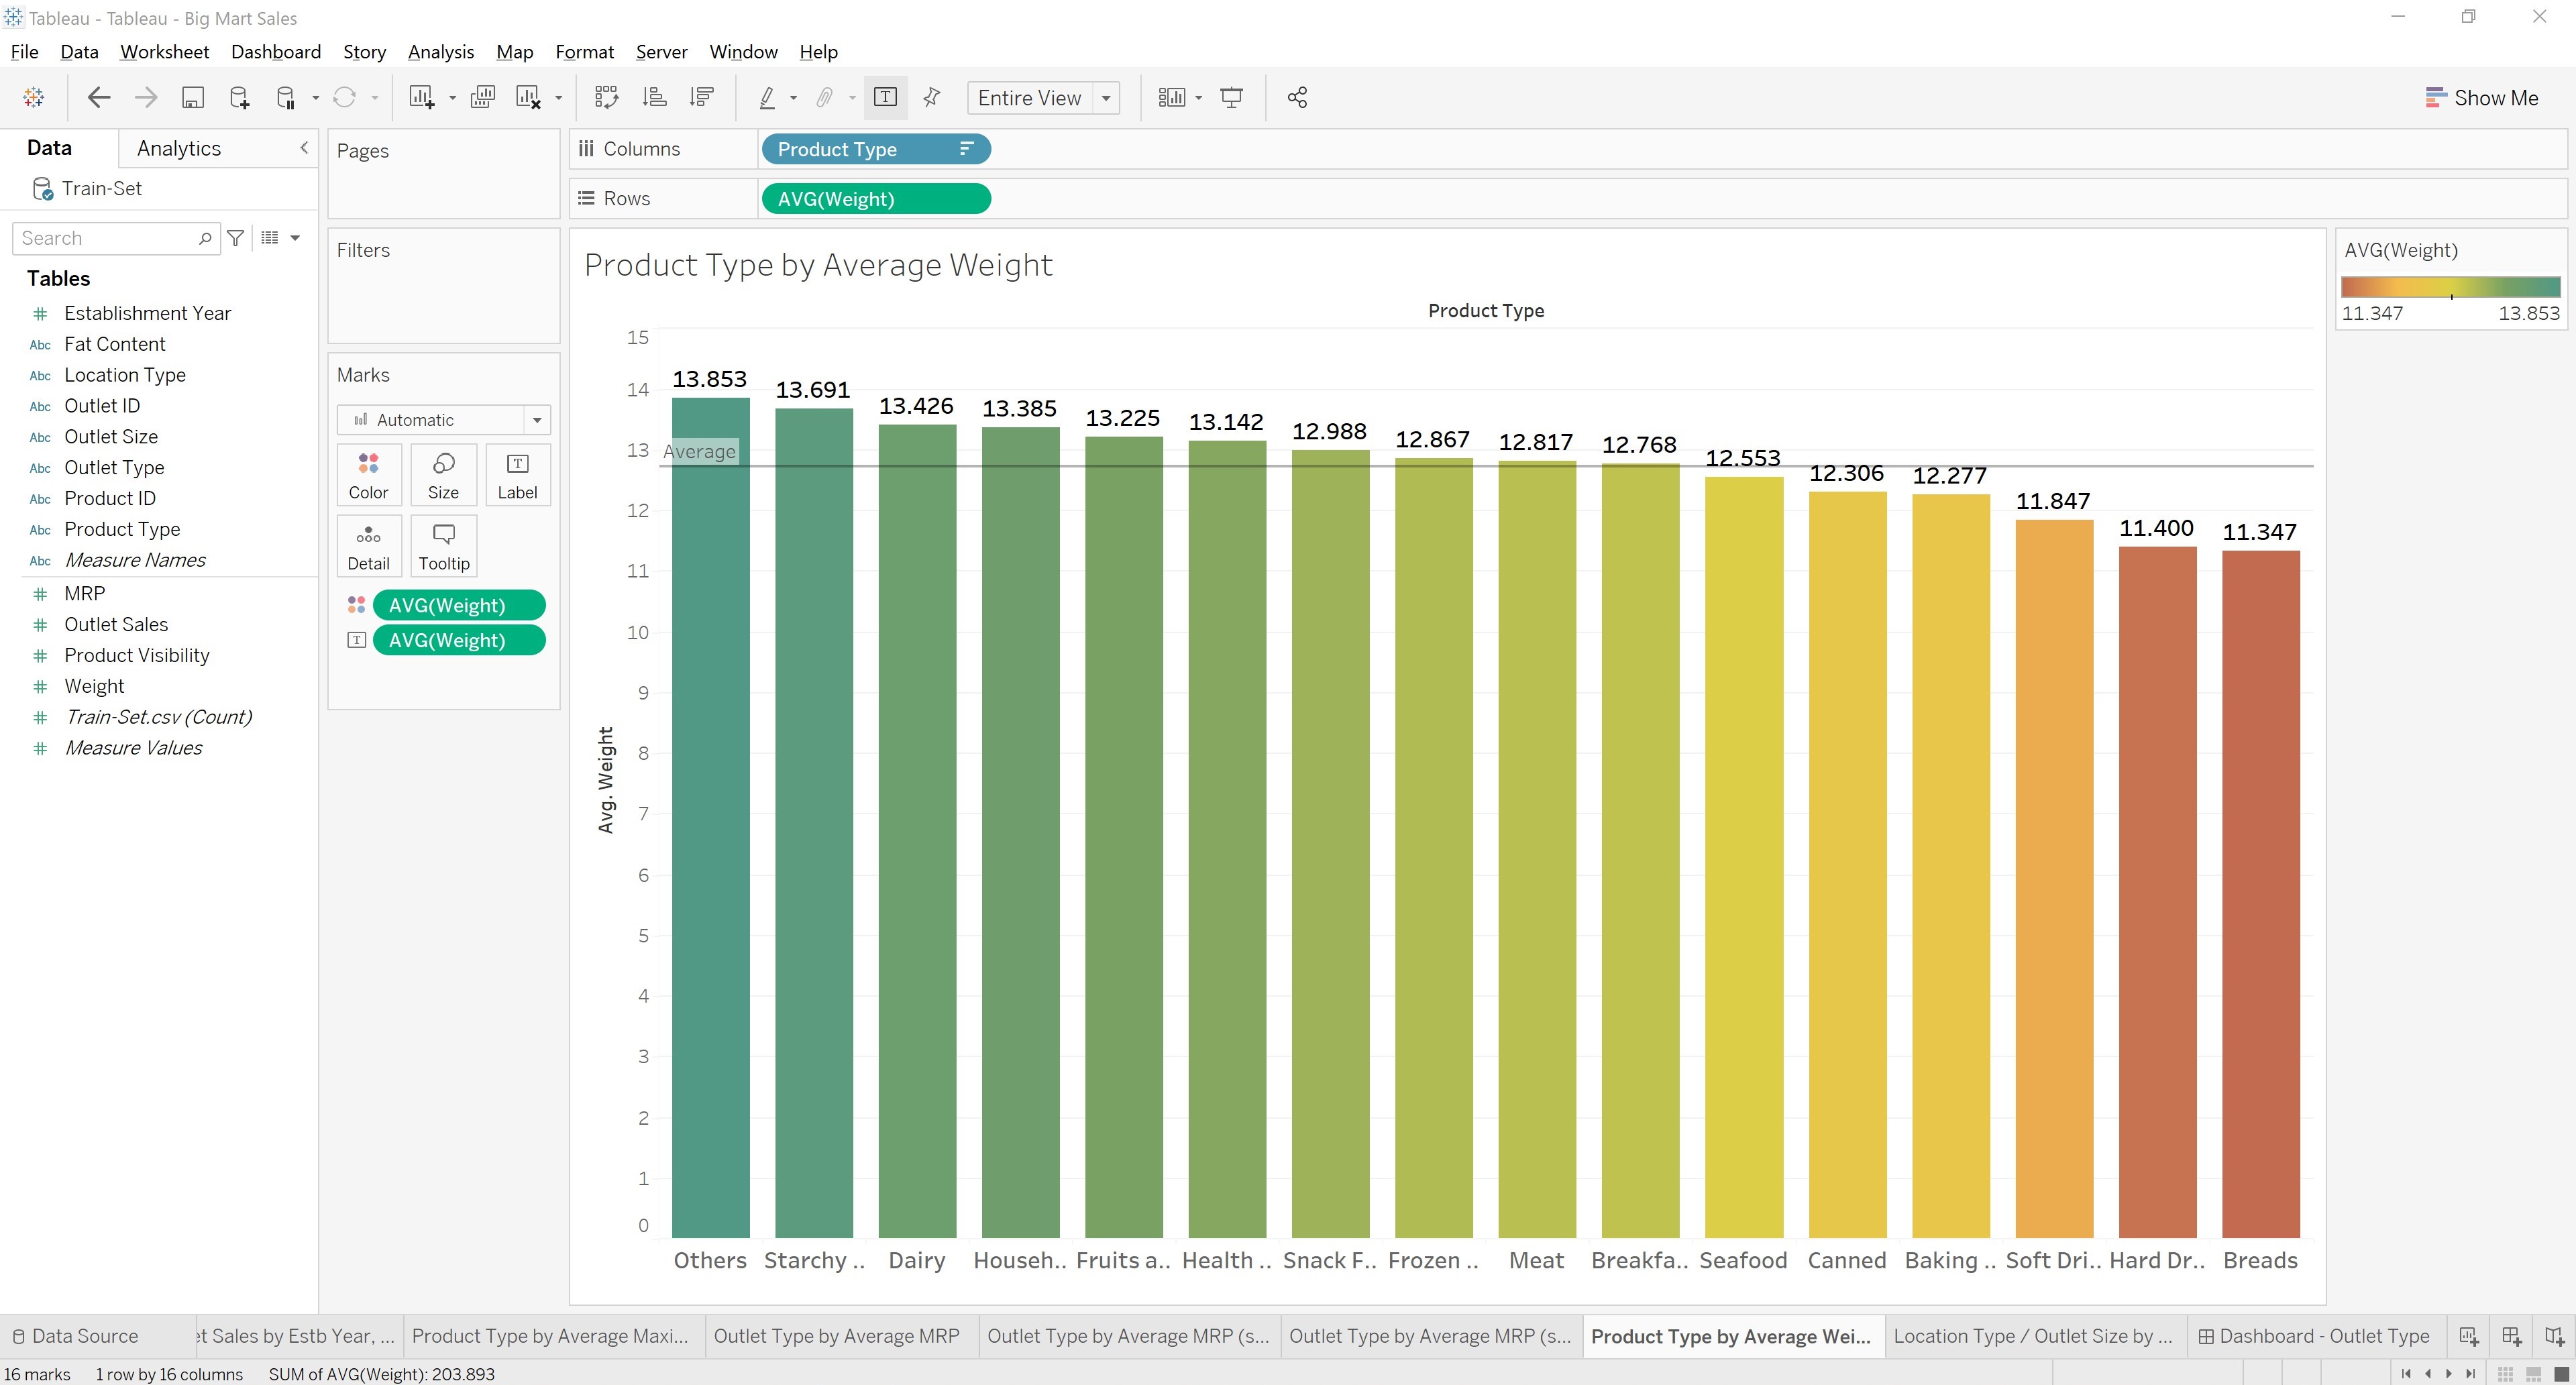 Tableau - Tableau - Big Mart Sales
File Data Worksheet Dashboard Story Analysis Map Format Server Window Help
Entire View
Show Me
Data Analytics
Train-Set
Search
Tables
# Establishment Year
Abc Fat Content
Abc Location Type
Abc Outlet ID
Abc Outlet Size
Abc Outlet Type
Abc Product ID
Abc Product Type
Abc Measure Names
# MRP
# Outlet Sales
# Product Visibility
# Weight
# Train-Set.csv (Count)
# Measure Values
Pages
Filters
Marks
Automatic
Color Size Label
Detail Tooltip
AVG(Weight)
AVG(Weight)
Columns Product Type
Rows AVG(Weight)
Product Type by Average Weight
Product Type
Avg. Weight
15
14
13
12
11
10
9
8
7
6
5
4
3
2
1
0
Average
13.853 13.691 13.426 13.385 13.225 13.142 12.988 12.867 12.817 12.768 12.553 12.306 12.277 11.847 11.400 11.347
Others Starchy .. Dairy Househ.. Fruits a.. Health .. Snack F.. Frozen .. Meat Breakfa.. Seafood Canned Baking .. Soft Dri.. Hard Dr.. Breads
AVG(Weight)
11.347 13.853
Data Source et Sales by Estb Year, ... Product Type by Average Maxi... Outlet Type by Average MRP Outlet Type by Average MRP (s... Outlet Type by Average MRP (s... Product Type by Average Wei... Location Type / Outlet Size by ... Dashboard - Outlet Type
16 marks 1 row by 16 columns SUM of AVG(Weight): 203.893